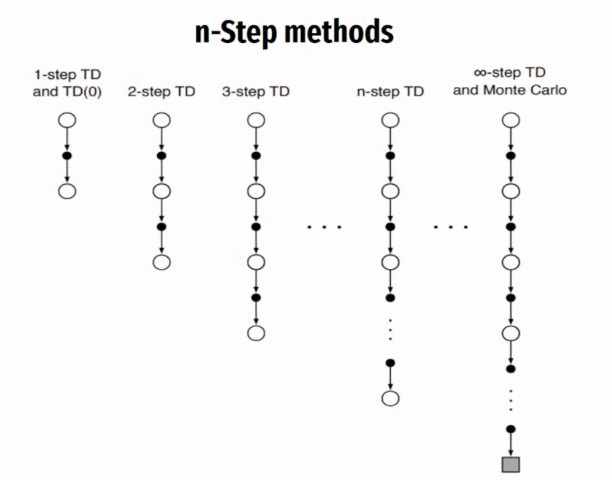 n-Step methods
1-step TD
and TD(0)
2-step TD
3-step TD
n-step TD
∞-step TD
and Monte Carlo